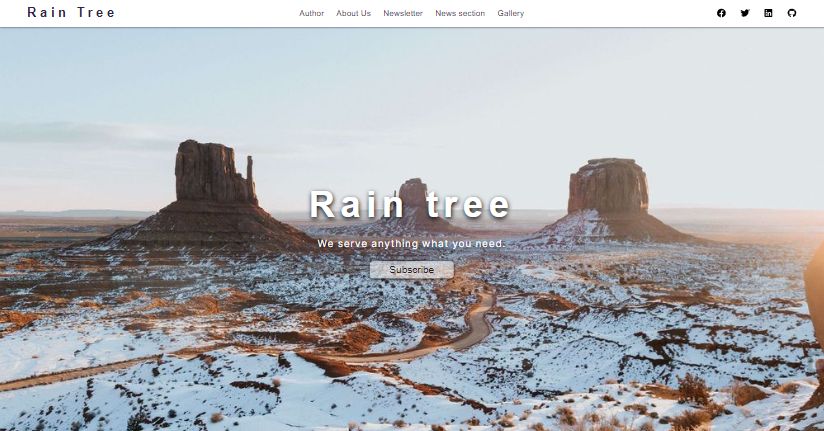 Rain Tree
Author About Us Newsletter News section Gallery
Rain tree
We serve anything what you need.
Subscribe